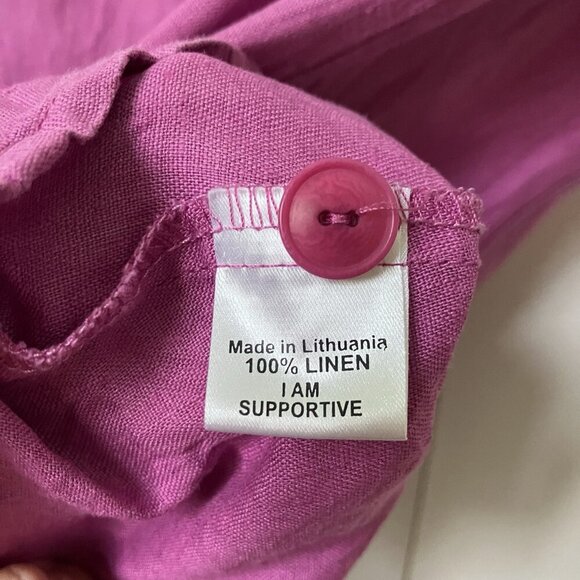 Made in Lithuania
100% LINEN
I AM
SUPPORTIVE